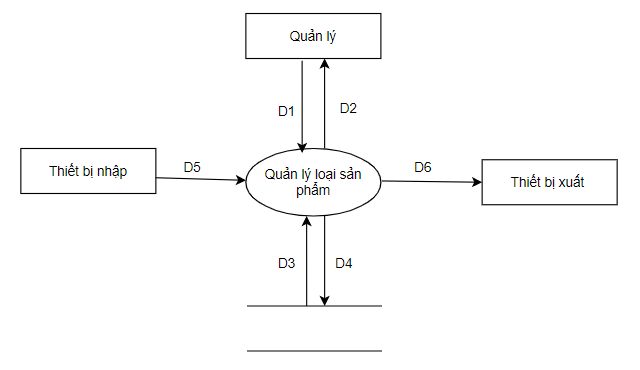 Quản lý
D1
D2
Thiết bị nhập
D5
Quản lý loại sản
phẩm
D6
Thiết bị xuất
D3
D4